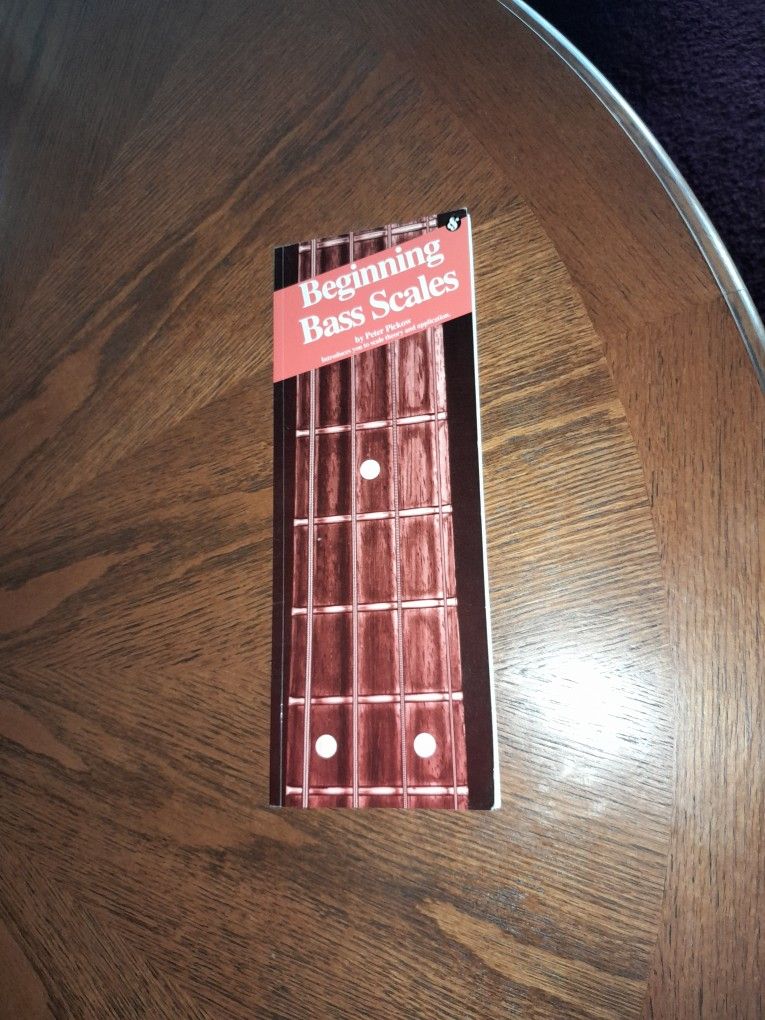 Beginning
Bass Scales
by Peter Pickow
Introduces you to scale theory and application.